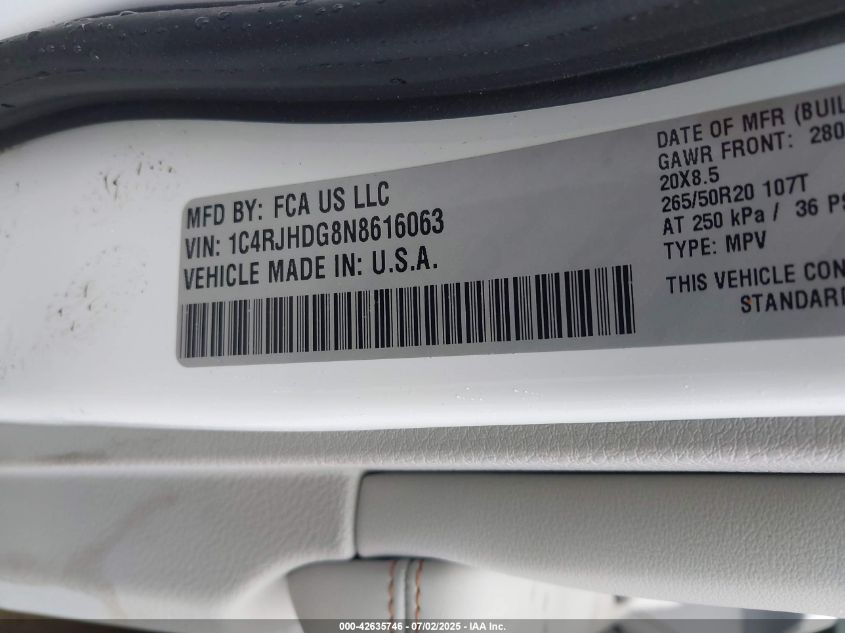 MFD BY: FCA US LLC
VIN: 1C4RJHDG8N8616063
VEHICLE MADE IN: U.S.A.
DATE OF MFR (BUIL
GAWR FRONT: 280
20X8.5
265/50R20 107T
AT 250 kPa / 36 PS
TYPE: MPV
THIS VEHICLE CON
STANDARD
000-42635746 - 07/02/2025 - IAA Inc.